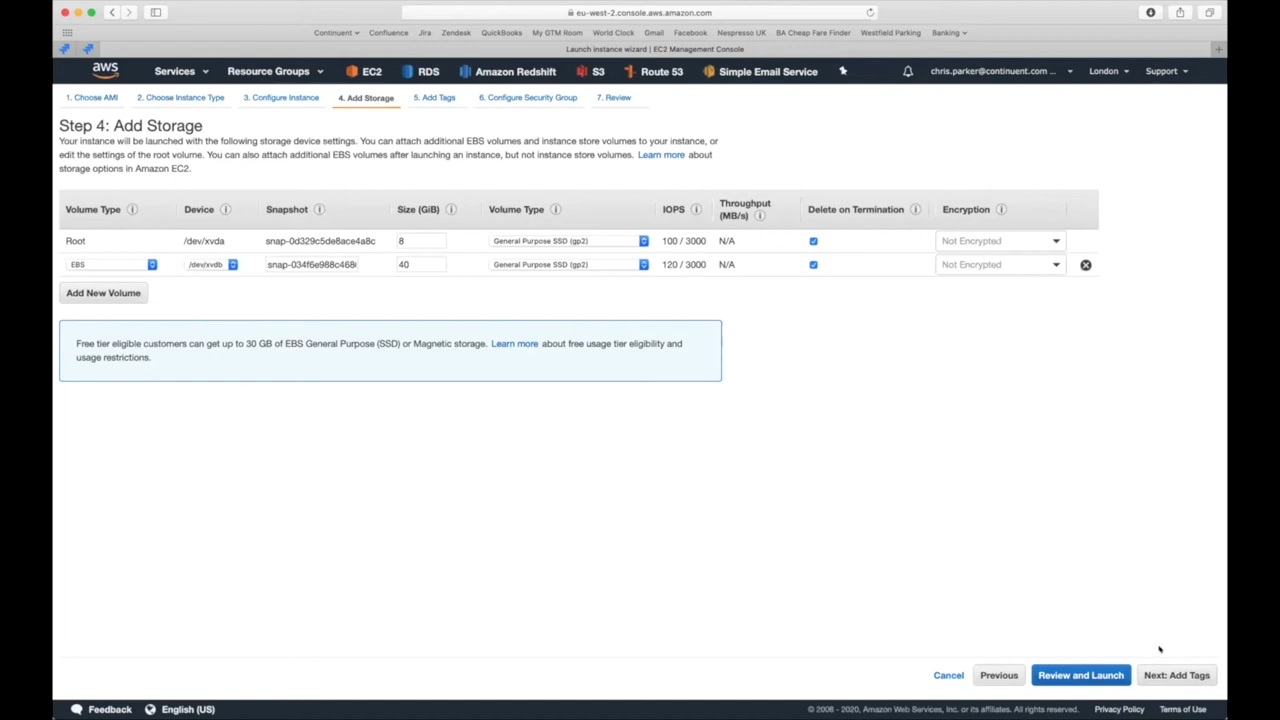 eu-west-2.console.aws.amazon.com
Continuent Confluence Jira Zendesk QuickBooks My GTM Room World Clock Gmail Facebook Nespresso UK BA Cheap Fare Finder Westfield Parking Banking
Launch instance wizard | EC2 Management Console
aws Services Resource Groups EC2 RDS Amazon Redshift S3 Route 53 Simple Email Service chris.parker@continuent.com ... London Support
1. Choose AMI 2. Choose Instance Type 3. Configure Instance 4. Add Storage 5. Add Tags 6. Configure Security Group 7. Review
Step 4: Add Storage
Your instance will be launched with the following storage device settings. You can attach additional EBS volumes and instance store volumes to your instance, or
edit the settings of the root volume. You can also attach additional EBS volumes after launching an instance, but not instance store volumes. Learn more about
storage options in Amazon EC2.
Volume Type Device Snapshot Size (GiB) Volume Type IOPS Throughput (MB/s) Delete on Termination Encryption
Root /dev/xvda snap-0d329c5de8ace4a8c 8 General Purpose SSD (gp2) 100 / 3000 N/A Not Encrypted
EBS /dev/xvdb snap-034f6e988c468 40 General Purpose SSD (gp2) 120 / 3000 N/A Not Encrypted
Add New Volume
Free tier eligible customers can get up to 30 GB of EBS General Purpose (SSD) or Magnetic storage. Learn more about free usage tier eligibility and
usage restrictions.
Cancel Previous Review and Launch Next: Add Tags
Feedback English (US) © 2008 - 2020, Amazon Web Services, Inc. or its affiliates. All rights reserved. Privacy Policy Terms of Use